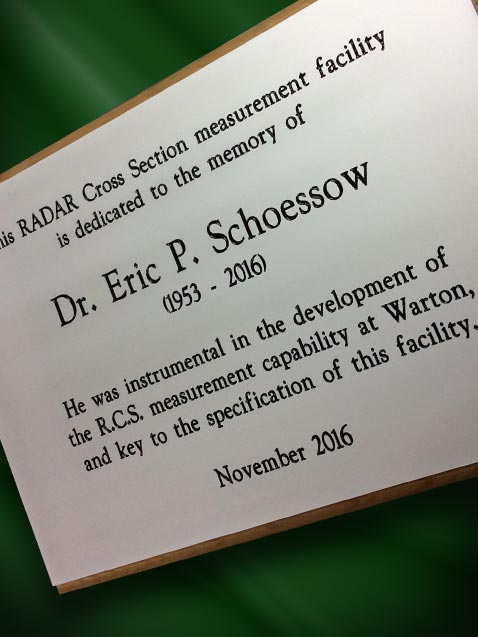 his RADAR Cross Section measurement facility
is dedicated to the memory of
Dr. Eric P. Schoessow
(1953 - 2016)
He was instrumental in the development of
the R.C.S. measurement capability at Warton,
and key to the specification of this facility.
November 2016